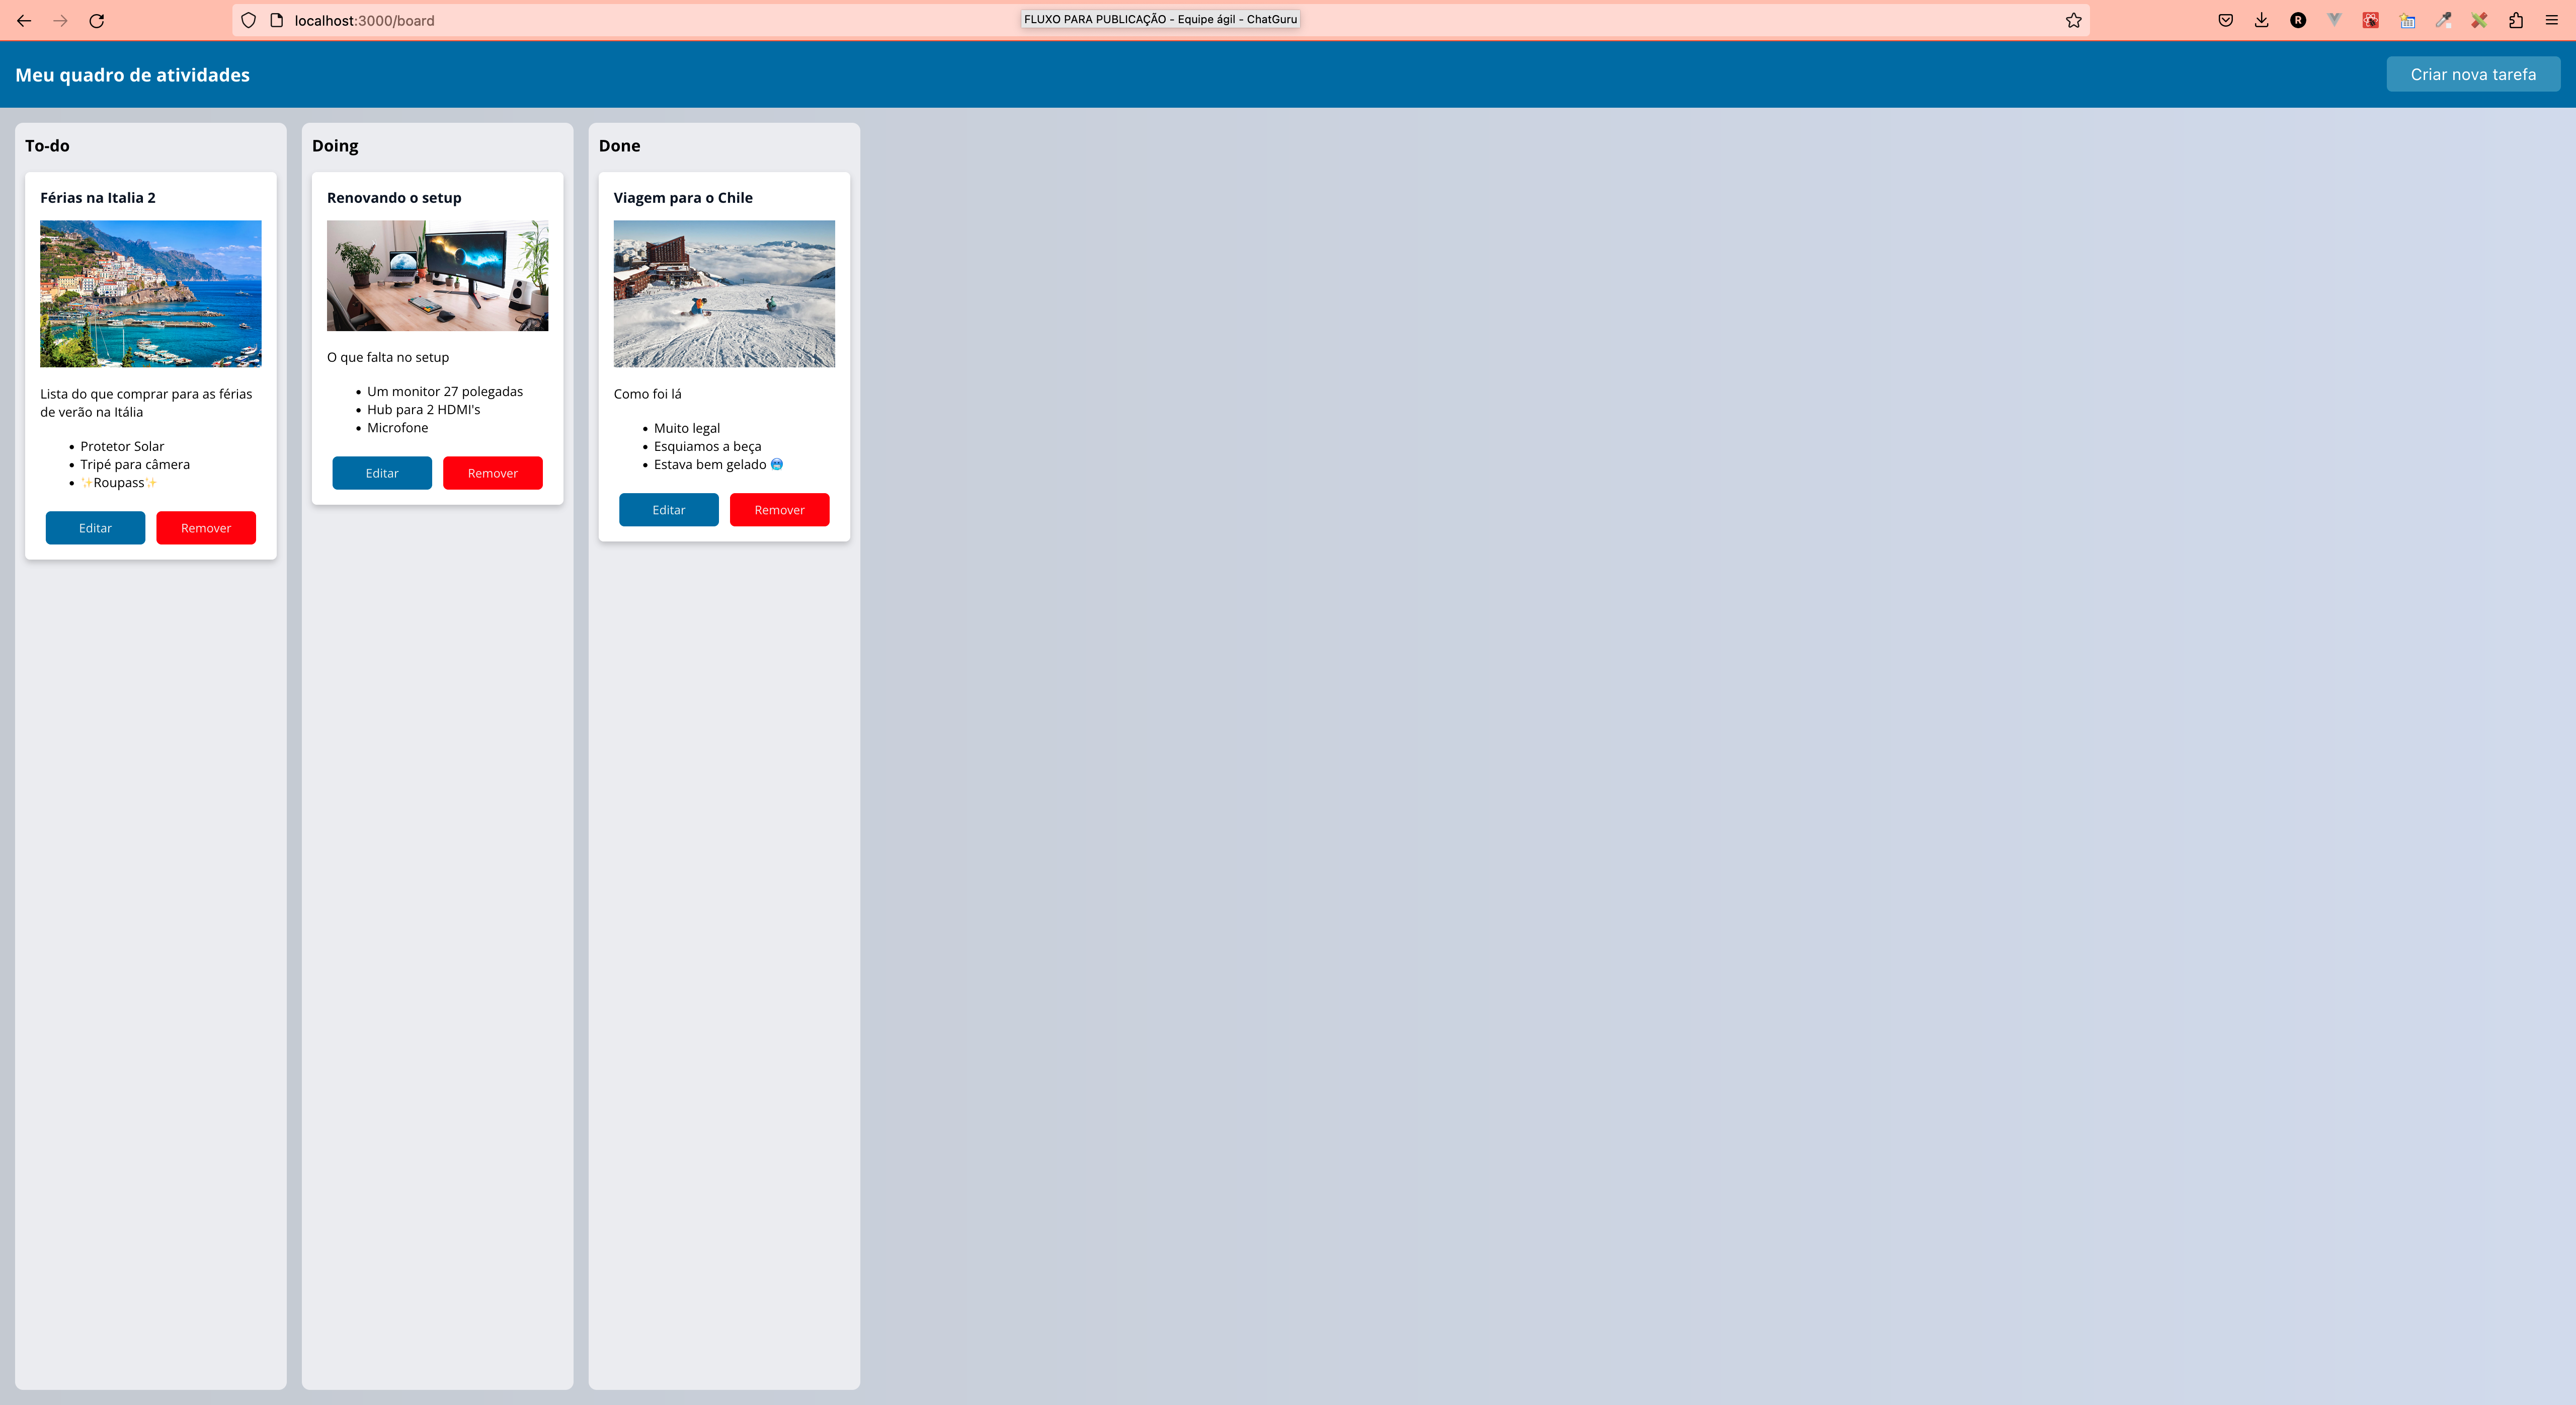 localhost:3000/board
FLUXO PARA PUBLICAÇÃO - Equipe ágil - ChatGuru
R
Meu quadro de atividades
Criar nova tarefa
To-do
Férias na Italia 2
Lista do que comprar para as férias
de verão na Itália
• Protetor Solar
• Tripé para câmera
• ✨Roupass✨
Editar
Remover
Doing
Renovando o setup
O que falta no setup
• Um monitor 27 polegadas
• Hub para 2 HDMI's
• Microfone
Editar
Remover
Done
Viagem para o Chile
Como foi lá
• Muito legal
• Esquiamos a beça
• Estava bem gelado 🥶
Editar
Remover